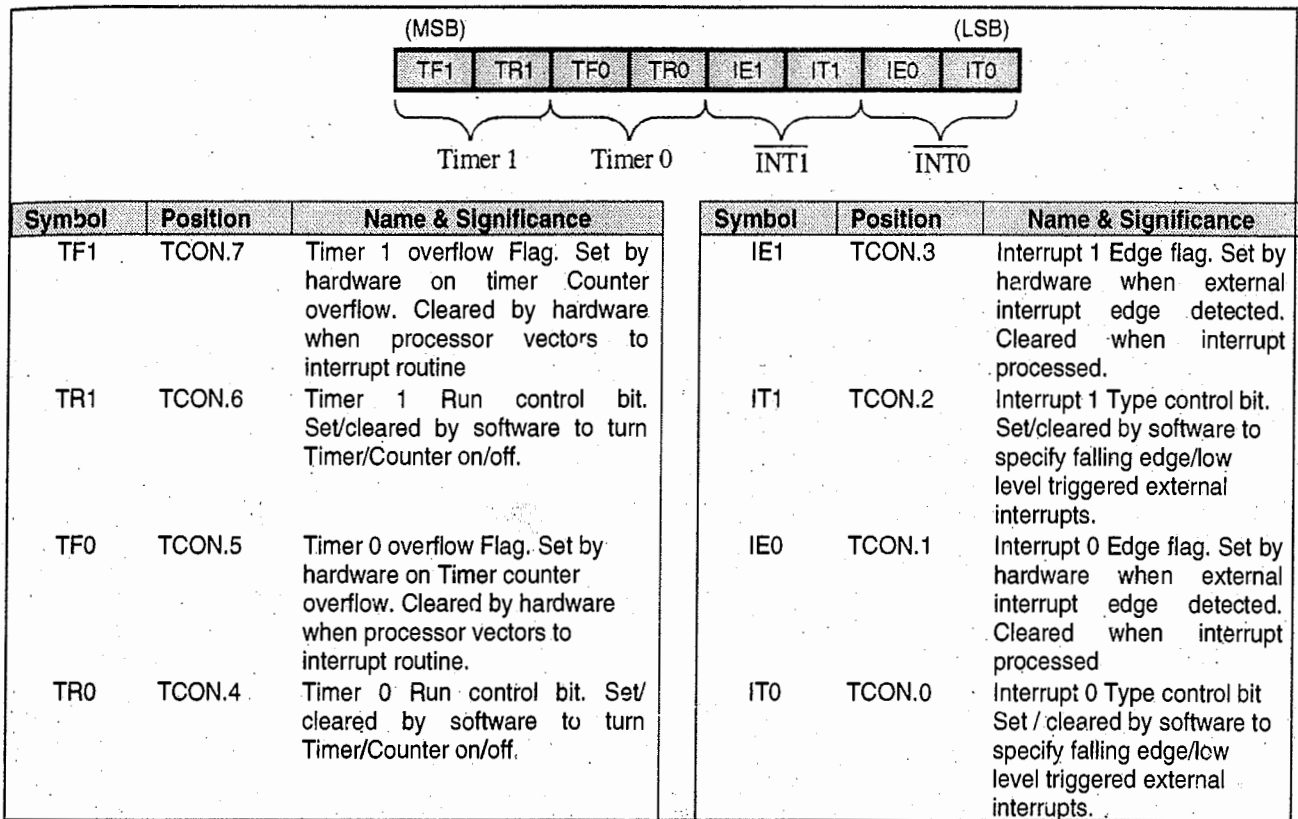 (MSB) (LSB)
TF1 TR1 TF0 TR0 IE1 IT1 IE0 IT0
Timer 1 Timer 0 INT1 INT0
Symbol Position Name & Significance
TF1 TCON.7 Timer 1 overflow Flag. Set by
hardware on timer Counter
overflow. Cleared by hardware
when processor vectors to
interrupt routine
TR1 TCON.6 Timer 1 Run control bit.
Set/cleared by software to turn
Timer/Counter on/off.
TF0 TCON.5 Timer 0 overflow Flag. Set by
hardware on Timer counter
overflow. Cleared by hardware
when processor vectors to
interrupt routine.
TR0 TCON.4 Timer 0 Run control bit. Set/
cleared by software to turn
Timer/Counter on/off.
Symbol Position Name & Significance
IE1 TCON.3 Interrupt 1 Edge flag. Set by
hardware when external
interrupt edge detected.
Cleared when interrupt
processed.
IT1 TCON.2 Interrupt 1 Type control bit.
Set/cleared by software to
specify falling edge/low
level triggered external
interrupts.
IE0 TCON.1 Interrupt 0 Edge flag. Set by
hardware when external
interrupt edge detected.
Cleared when interrupt
processed
IT0 TCON.0 Interrupt 0 Type control bit
Set / cleared by software to
specify falling edge/low
level triggered external
interrupts.